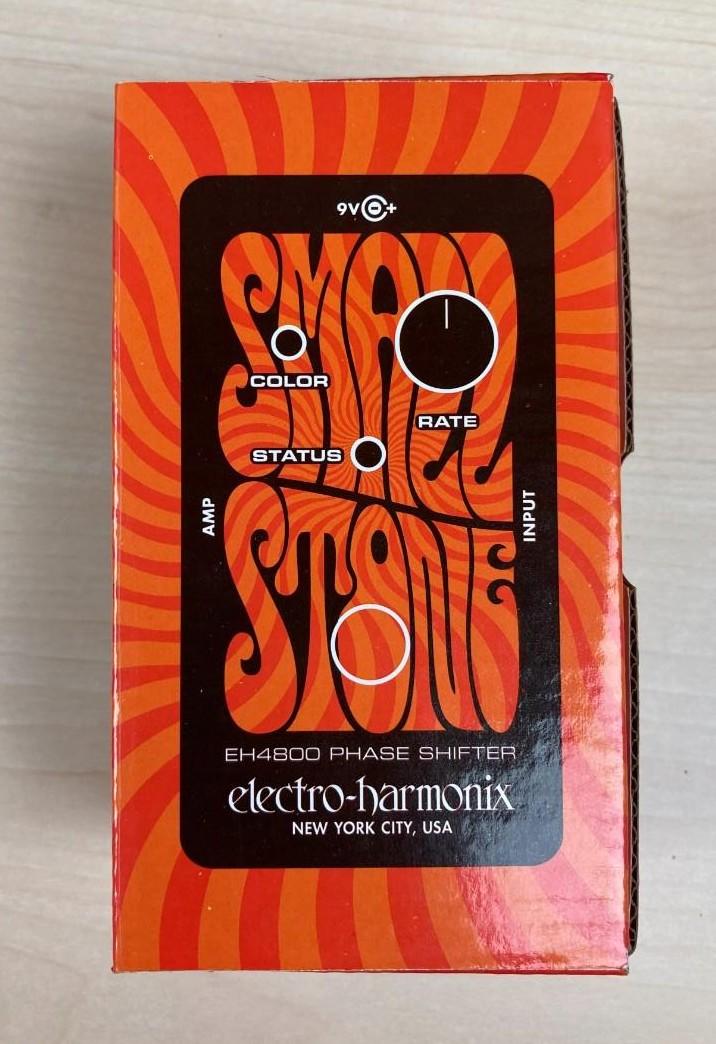 9V +
SMALL
COLOR
RATE
STATUS
AMP
INPUT
STONE
EH4800 PHASE SHIFTER
electro-harmonix
NEW YORK CITY, USA